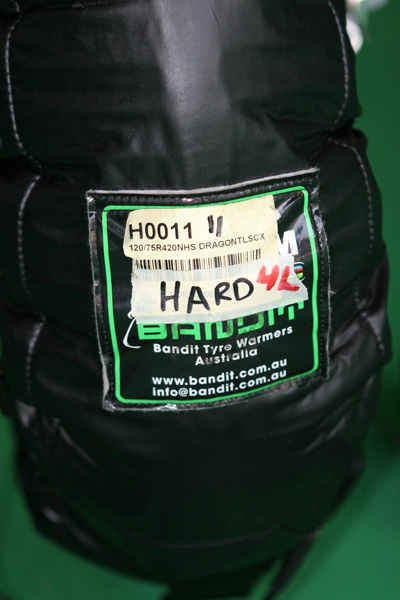 H0011 11
120/75R420NHS DRAGONTLSCX
HARD 4L
BANDIT
Bandit Tyre Warmers
Australia
www.bandit.com.au
info@bandit.com.au